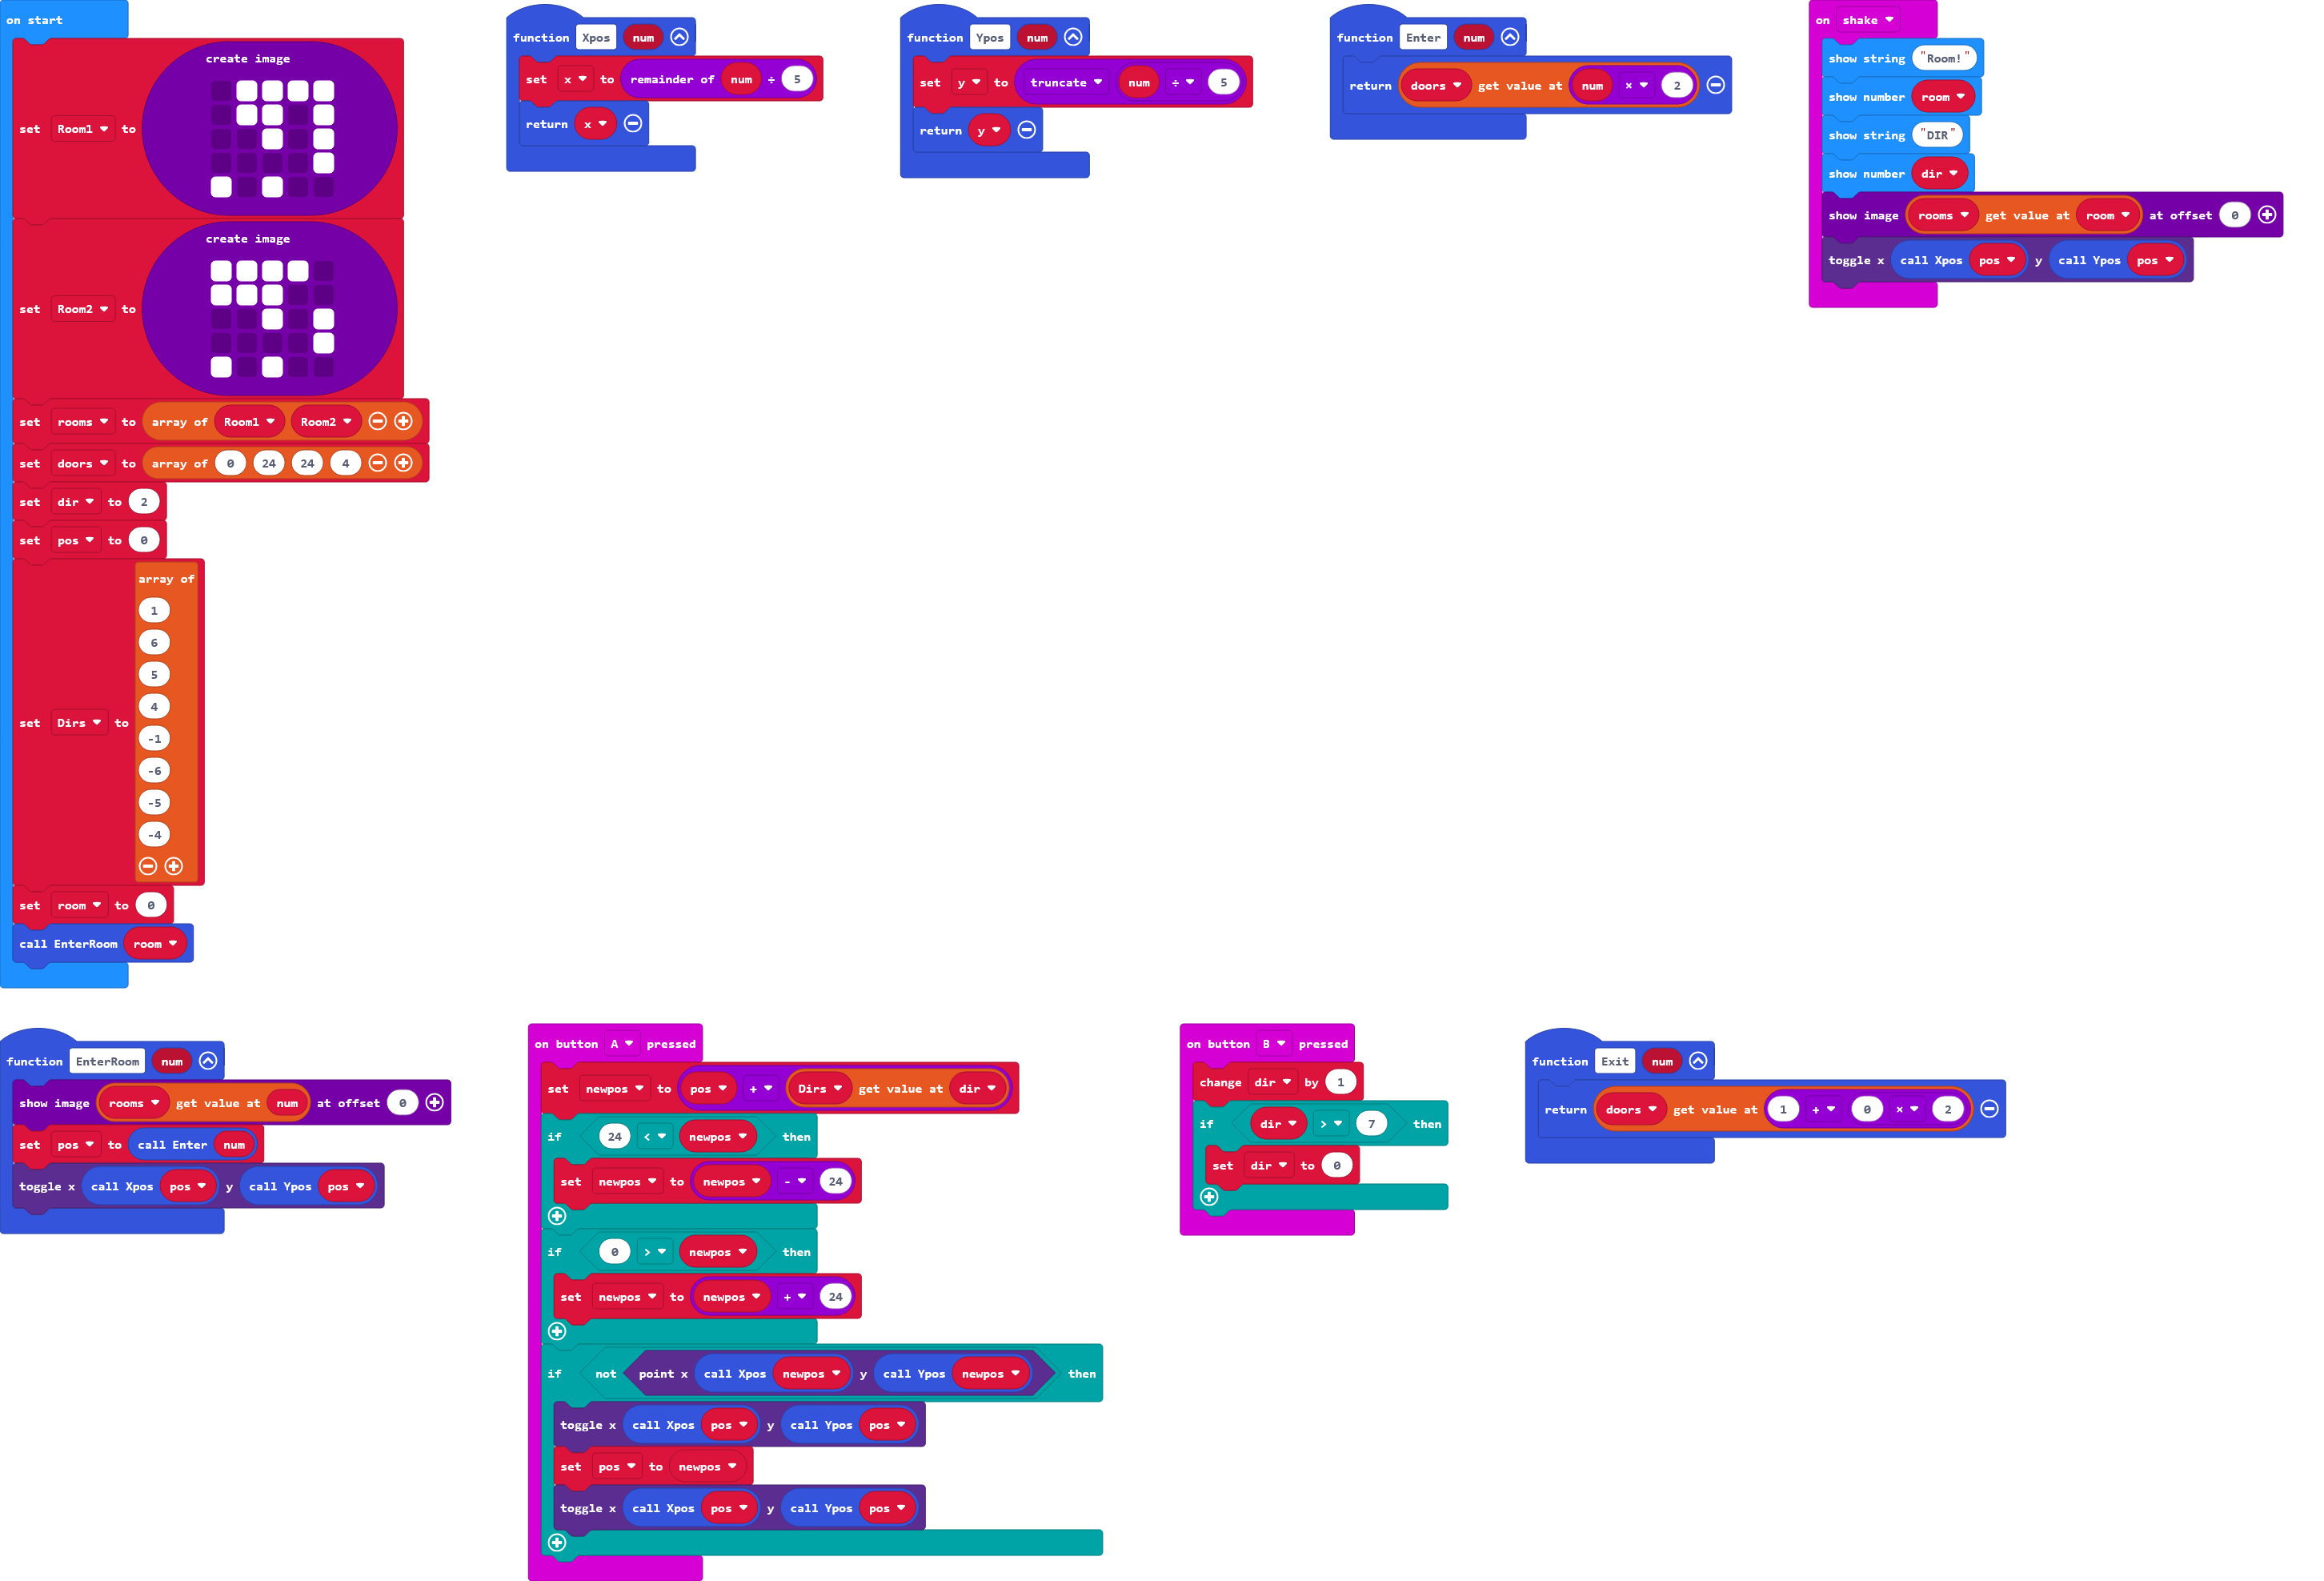 on start
create image
set Room1 to
create image
set Room2 to
set rooms to array of Room1 Room2
set doors to array of 0 24 24 4
set dir to 2
set pos to 0
array of
1
6
5
4
-1
-6
-5
-4
set Dirs to
set room to 0
call EnterRoom room
function Xpos num
set x to remainder of num ÷ 5
return x
function Ypos num
set y to truncate num ÷ 5
return y
function Enter num
return doors get value at num × 2
on shake
show string "Room!"
show number room
show string "DIR"
show number dir
show image rooms get value at room at offset 0
toggle x call Xpos pos y call Ypos pos
function EnterRoom num
show image rooms get value at num at offset 0
set pos to call Enter num
toggle x call Xpos pos y call Ypos pos
on button A pressed
set newpos to pos + Dirs get value at dir
if 24 < newpos then
set newpos to newpos - 24
if 0 > newpos then
set newpos to newpos + 24
if not point x call Xpos newpos y call Ypos newpos then
toggle x call Xpos pos y call Ypos pos
set pos to newpos
toggle x call Xpos pos y call Ypos pos
on button B pressed
change dir by 1
if dir > 7 then
set dir to 0
function Exit num
return doors get value at 1 + 0 × 2